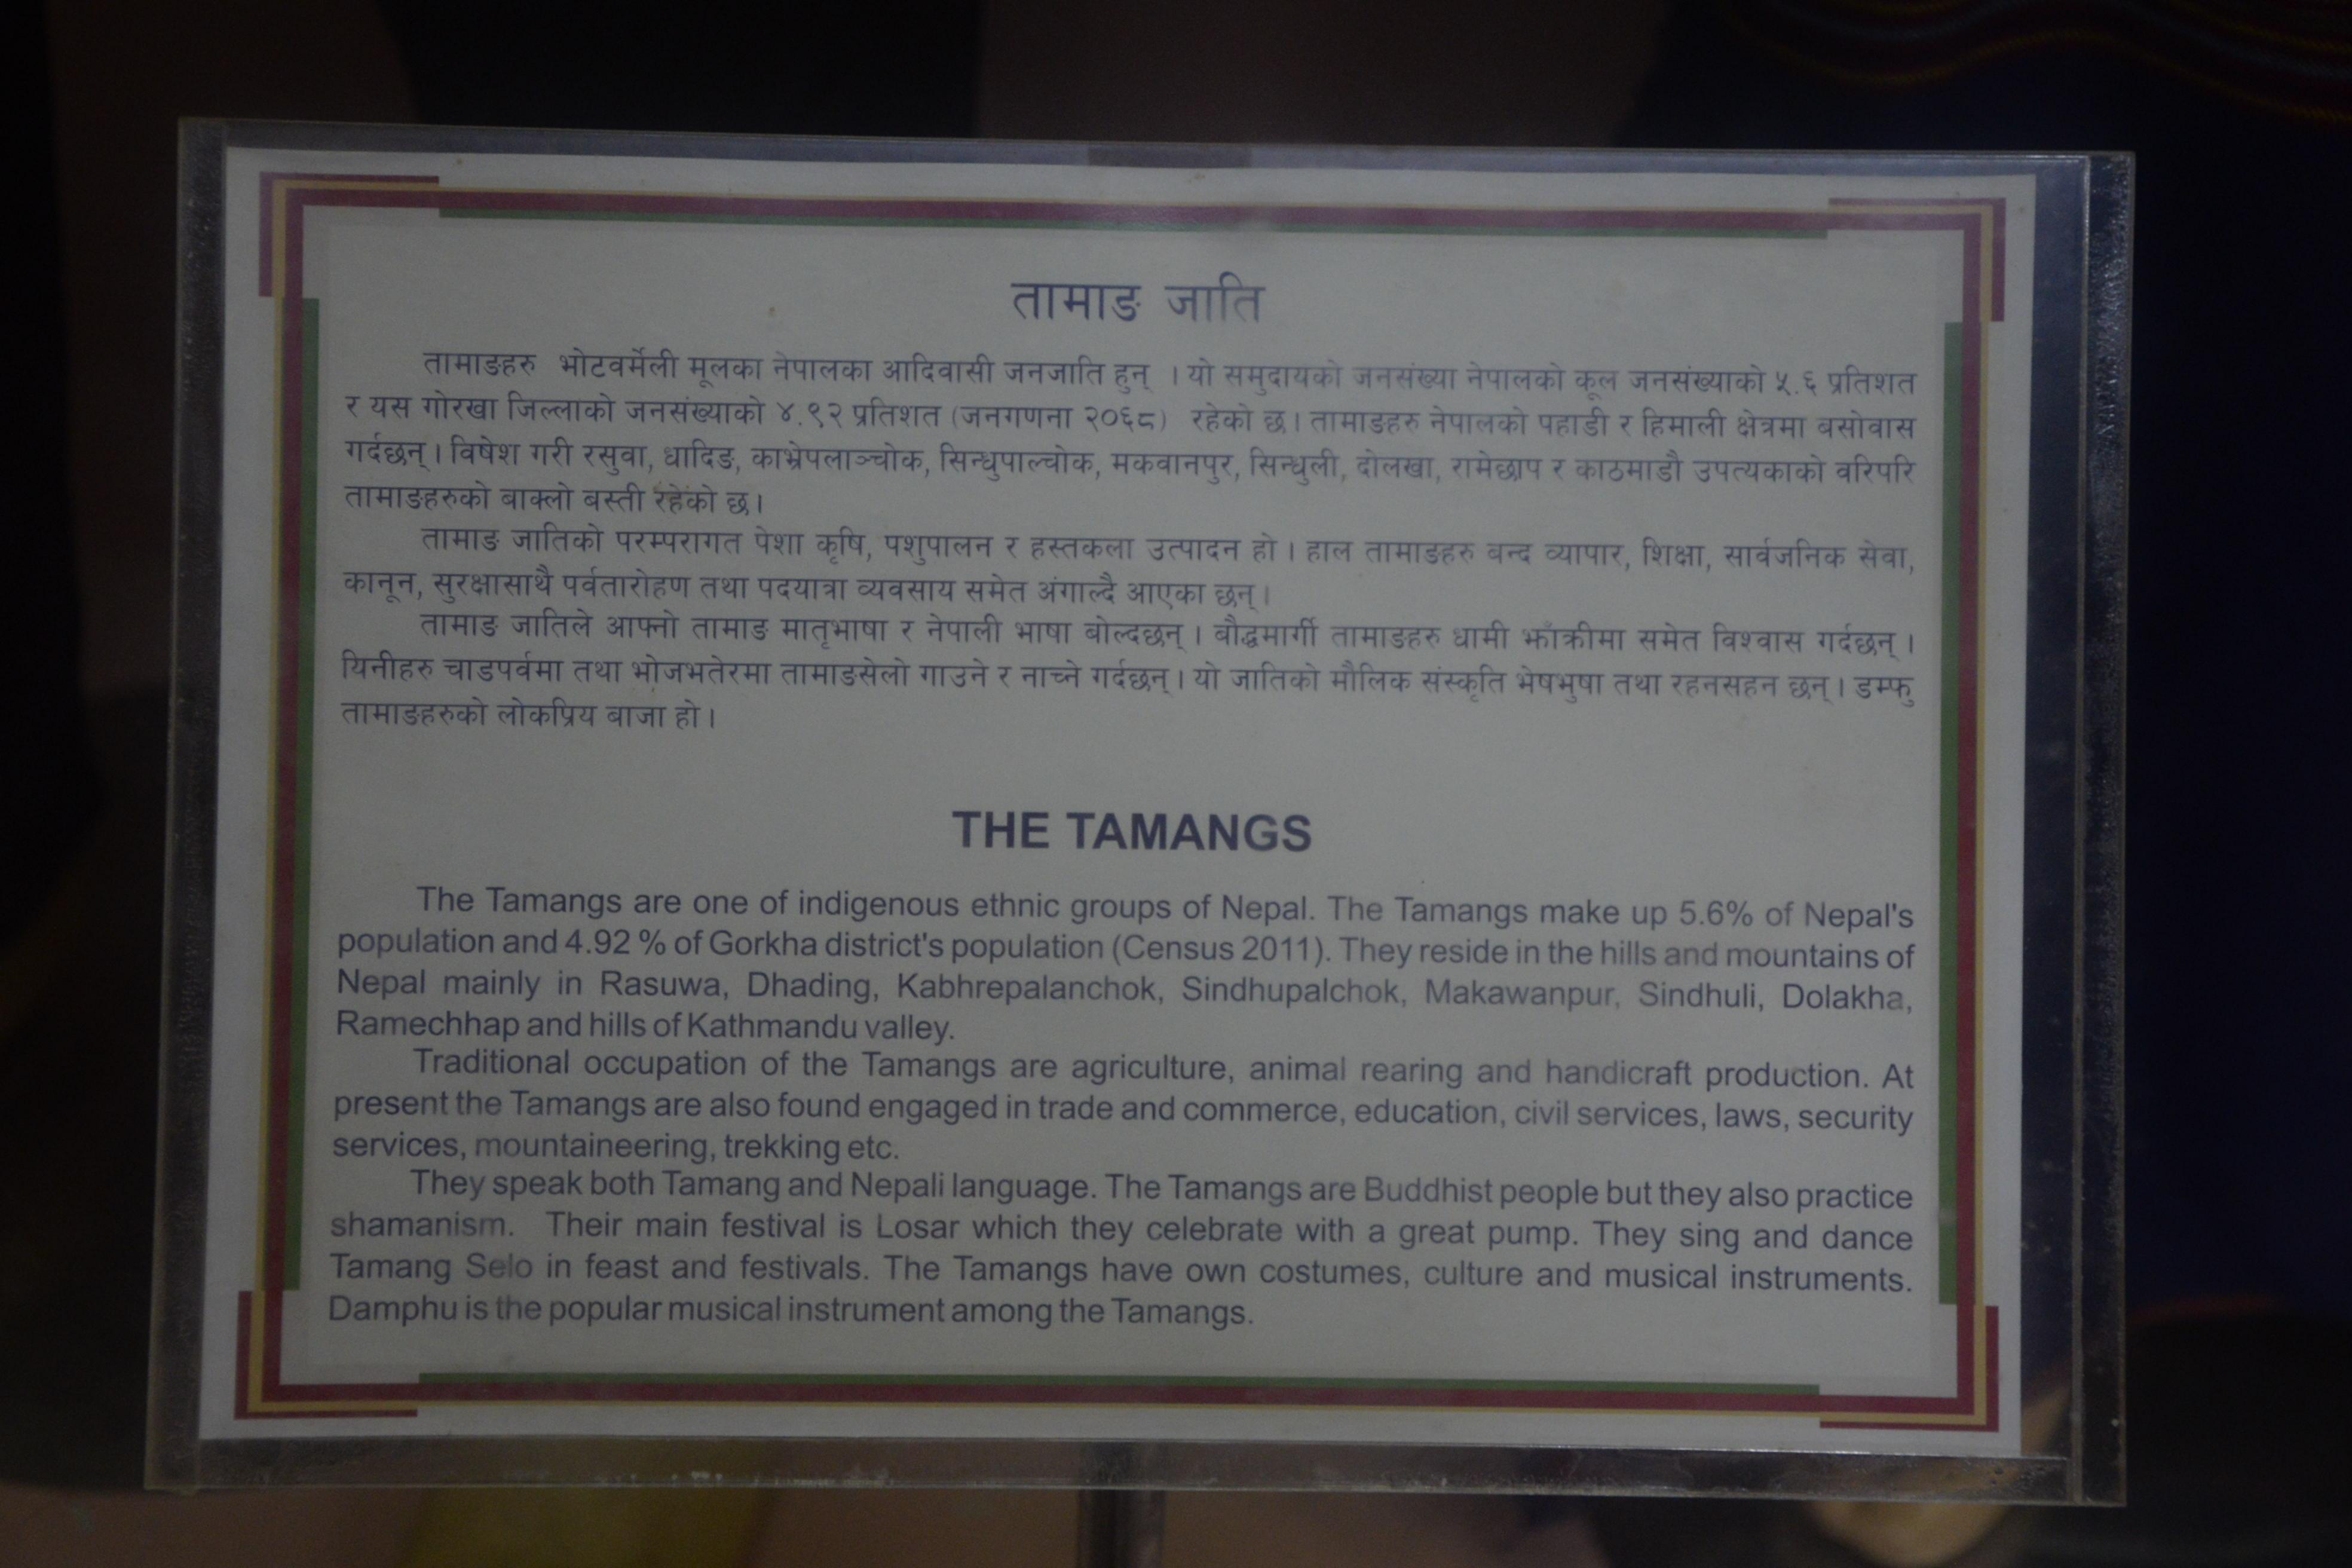 तामाङ जाति
तामाङहरु भोटवर्मेली मूलका नेपालका आदिवासी जनजाति हुन् । यो समुदायको जनसंख्या नेपालको कूल जनसंख्याको ५.६ प्रतिशत
र यस गोरखा जिल्लाको जनसंख्याको ४.९२ प्रतिशत (जनगणना २०६८) रहेको छ। तामाङहरु नेपालको पहाडी र हिमाली क्षेत्रमा बसोवास
गर्दछन्। विषेश गरी रसुवा, धादिङ, काभ्रेपलाञ्चोक, सिन्धुपाल्चोक, मकवानपुर, सिन्धुली, दोलखा, रामेछाप र काठमाडौ उपत्यकाको वरिपरि
तामाङहरुको बाक्लो बस्ती रहेको छ।
तामाङ जातिको परम्परागत पेशा कृषि, पशुपालन र हस्तकला उत्पादन हो । हाल तामाङहरु बन्द व्यापार, शिक्षा, सार्वजनिक सेवा,
कानून, सुरक्षासाथै पर्वतारोहण तथा पदयात्रा व्यवसाय समेत अंगाल्दै आएका छन्।
तामाङ जातिले आफ्नो तामाङ मातृभाषा र नेपाली भाषा बोल्दछन् । बौद्धमार्गी तामाङहरु धामी झाँक्रीमा समेत विश्वास गर्दछन् ।
यिनीहरु चाडपर्वमा तथा भोजभतेरमा तामाङसेलो गाउने र नाच्ने गर्दछन्। यो जातिको मौलिक संस्कृति भेषभुषा तथा रहनसहन छन्। डम्फु
तामाङहरुको लोकप्रिय बाजा हो।
THE TAMANGS
The Tamangs are one of indigenous ethnic groups of Nepal. The Tamangs make up 5.6% of Nepal's
population and 4.92 % of Gorkha district's population (Census 2011). They reside in the hills and mountains of
Nepal mainly in Rasuwa, Dhading, Kabhrepalanchok, Sindhupalchok, Makawanpur, Sindhuli, Dolakha,
Ramechhap and hills of Kathmandu valley.
Traditional occupation of the Tamangs are agriculture, animal rearing and handicraft production. At
present the Tamangs are also found engaged in trade and commerce, education, civil services, laws, security
services, mountaineering, trekking etc.
They speak both Tamang and Nepali language. The Tamangs are Buddhist people but they also practice
shamanism. Their main festival is Losar which they celebrate with a great pump. They sing and dance
Tamang Selo in feast and festivals. The Tamangs have own costumes, culture and musical instruments.
Damphu is the popular musical instrument among the Tamangs.